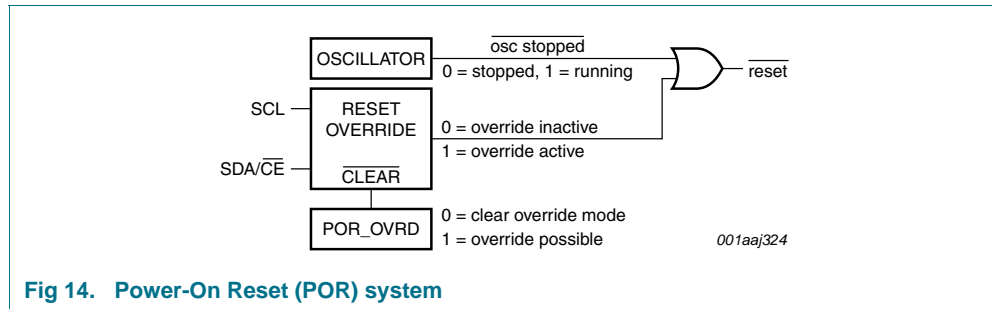 OSCILLATOR
osc stopped
0 = stopped, 1 = running
reset
SCL
RESET
OVERRIDE
0 = override inactive
1 = override active
SDA/CE
CLEAR
POR_OVRD
0 = clear override mode
1 = override possible
001aaj324
Fig 14. Power-On Reset (POR) system